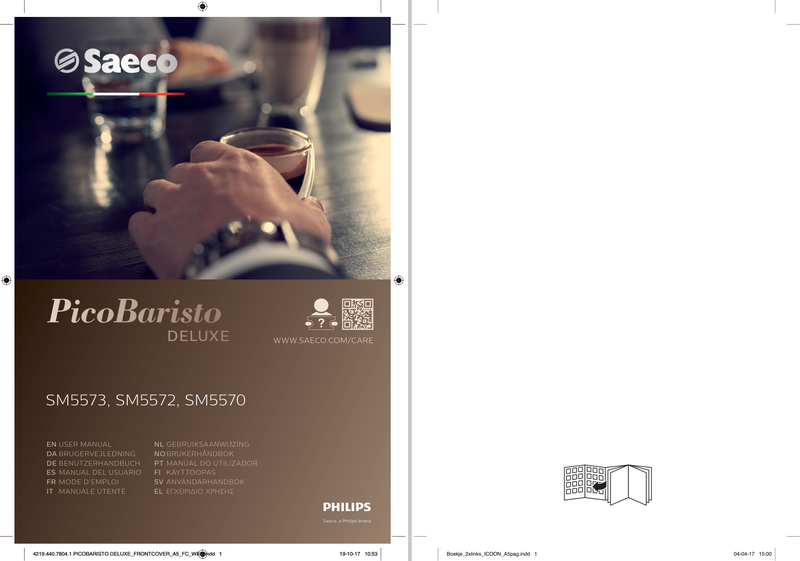 Saeco
PicoBaristo
DELUXE
?
WWW.SAECO.COM/CARE
SM5573, SM5572, SM5570
EN USER MANUAL
DA BRUGERVEJLEDNING
DE BENUTZERHANDBUCH
ES MANUAL DEL USUARIO
FR MODE D'EMPLOI
IT MANUALE UTENTE
NL GEBRUIKSAANWIJZING
NO BRUKERHÅNDBOK
PT MANUAL DO UTILIZADOR
FI KÄYTTÖOPAS
SV ANVÄNDARHANDBOK
EL ΕΓΧΕΙΡΙΔΙΟ ΧΡΗΣΗΣ
PHILIPS
Saeco, a Philips brand
4219.440.7804.1 PICOBARISTO DELUXE_FRONTCOVER_A5_FC_ 1
19-10-17 10:53
Boekje_2xlinks_ICOON_A5pag.indd 1
04-04-17 15:00